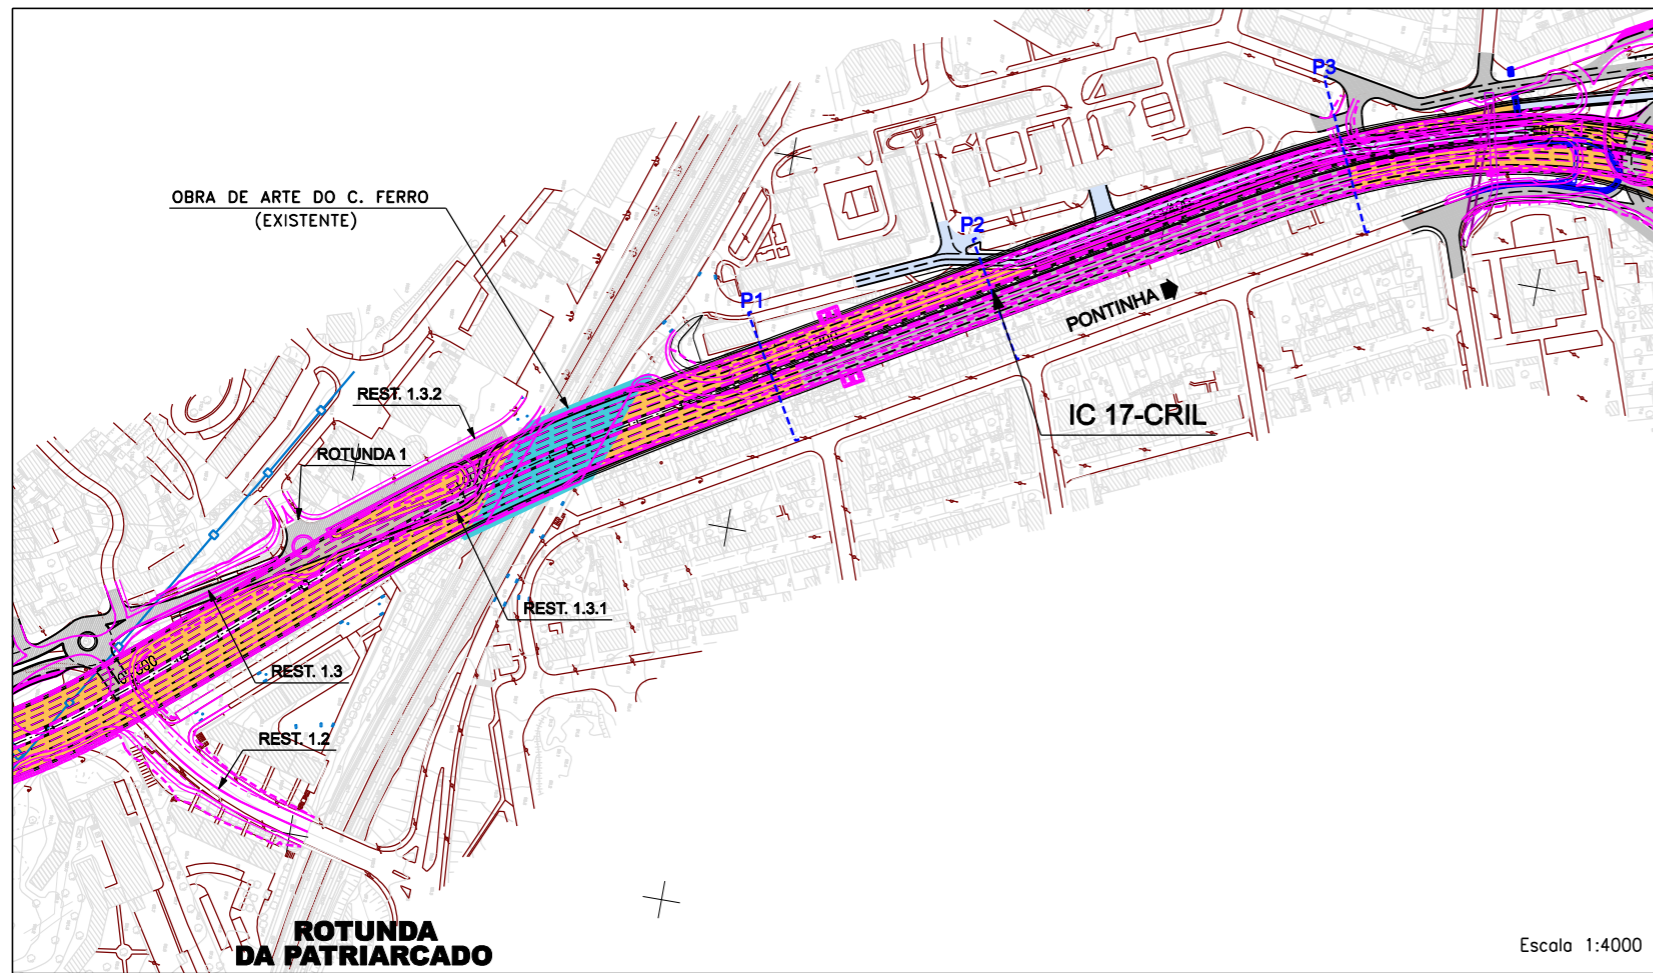 P3
OBRA DE ARTE DO C. FERRO
(EXISTENTE)
P2
P1
PONTINHA
REST. 1.3.2
IC 17-CRIL
ROTUNDA 1
REST. 1.3.1
REST. 1.3
REST. 1.2
ROTUNDA
DA PATRIARCADO
Escala 1:4000